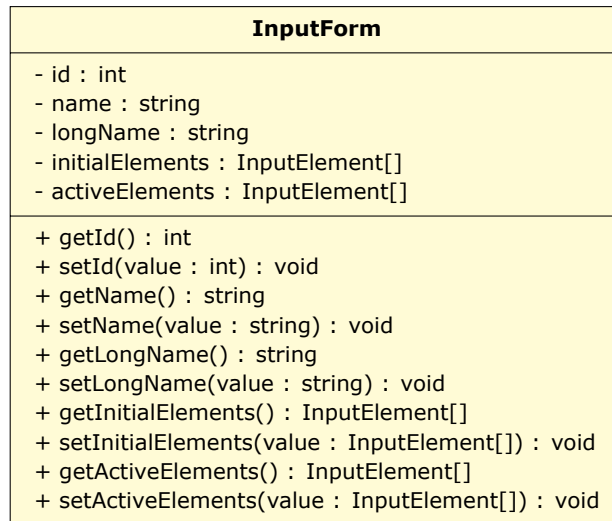 InputForm
- id : int
- name : string
- longName : string
- initialElements : InputElement[]
- activeElements : InputElement[]
+ getId() : int
+ setId(value : int) : void
+ getName() : string
+ setName(value : string) : void
+ getLongName() : string
+ setLongName(value : string) : void
+ getInitialElements() : InputElement[]
+ setInitialElements(value : InputElement[]) : void
+ getActiveElements() : InputElement[]
+ setActiveElements(value : InputElement[]) : void